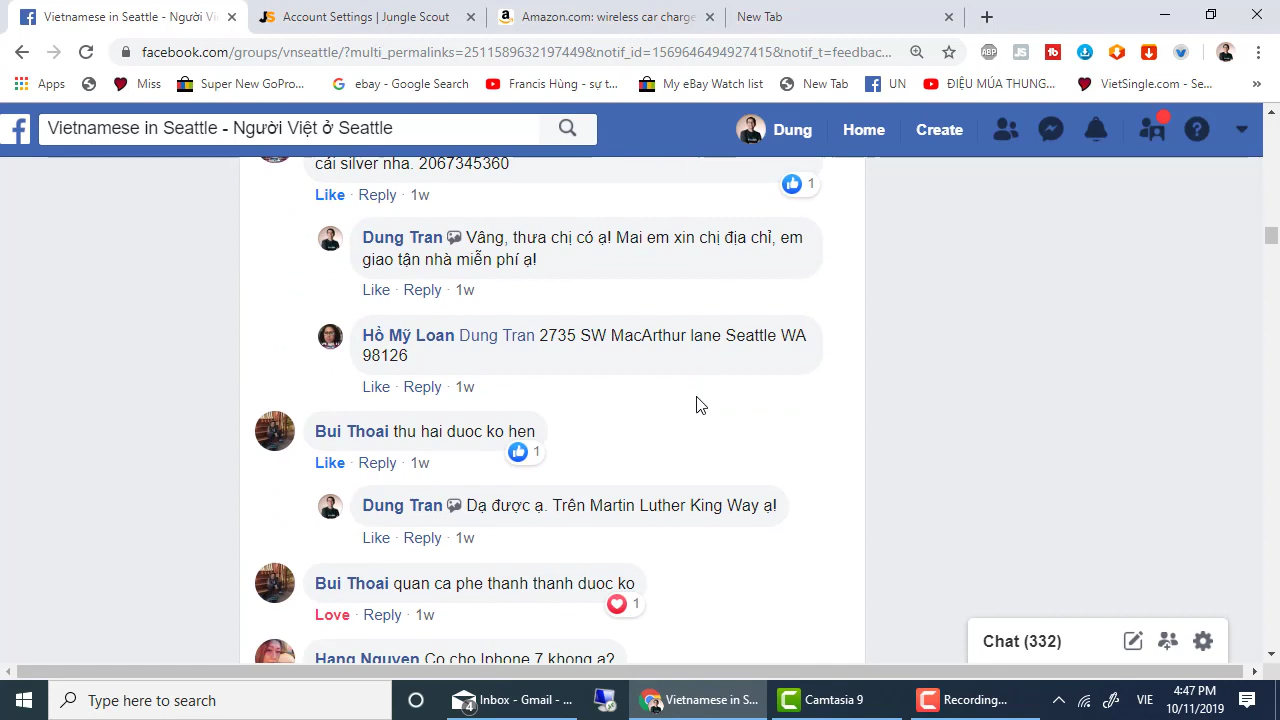 Vietnamese in Seattle - Người Vi
Account Settings | Jungle Scout
Amazon.com: wireless car charge
New Tab
facebook.com/groups/vnseattle/?multi_permalinks=2511589632197449&notif_id=1569646494927415&notif_t=feedbac...
Apps
Miss
Super New GoPro...
ebay - Google Search
Francis Hùng - sự t...
My eBay Watch list
New Tab
UN
ĐIỆU MÚA THUNG...
VietSingle.com - Se...
Vietnamese in Seattle - Người Việt ở Seattle
Dung
Home
Create
cái silver nha. 2067345360
1
Like · Reply · 1w
Dung Tran Vâng, thưa chị có ạ! Mai em xin chị địa chỉ, em
giao tận nhà miễn phí ạ!
Like · Reply · 1w
Hồ Mỹ Loan Dung Tran 2735 SW MacArthur lane Seattle WA
98126
Like · Reply · 1w
Bui Thoai thu hai duoc ko hen
1
Like · Reply · 1w
Dung Tran Dạ được ạ. Trên Martin Luther King Way ạ!
Like · Reply · 1w
Bui Thoai quan ca phe thanh thanh duoc ko
1
Love · Reply · 1w
Hang Nguyen Co cho Iphone 7 khong ạ?
Chat (332)
Type here to search
4
Inbox - Gmail - ...
Vietnamese in S...
Camtasia 9
Recording...
VIE
4:47 PM
10/11/2019